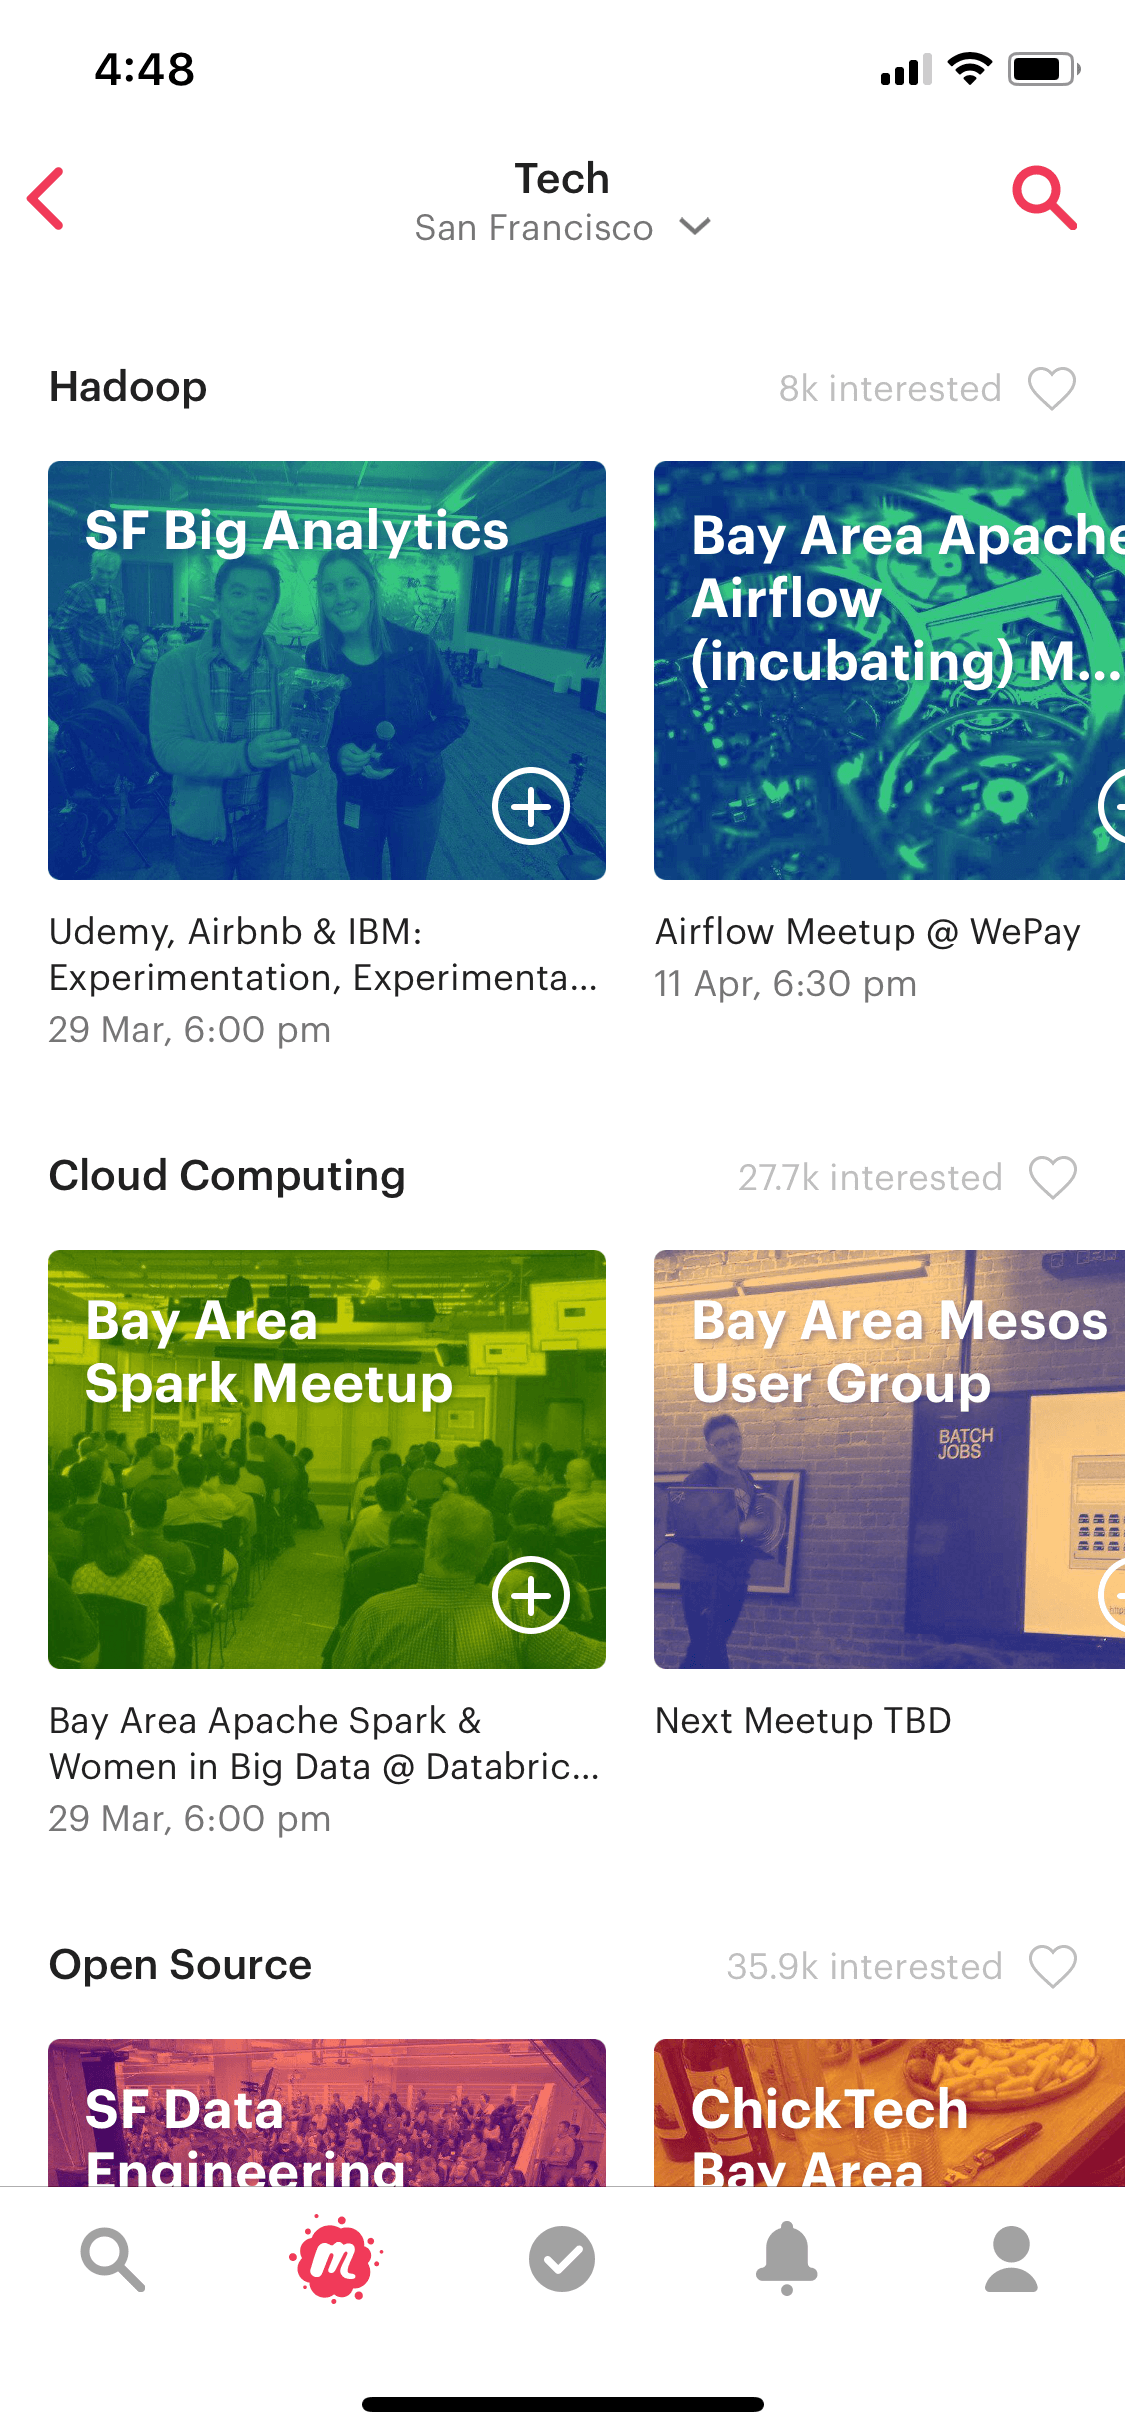 4:48
Tech
San Francisco
Hadoop
8k interested
SF Big Analytics
Bay Area Apache
Airflow
(incubating) M...
Udemy, Airbnb & IBM:
Experimentation, Experimenta...
29 Mar, 6:00 pm
Airflow Meetup @ WePay
11 Apr, 6:30 pm
Cloud Computing
27.7k interested
Bay Area
Spark Meetup
Bay Area Mesos
User Group
BATCH
JOBS
Bay Area Apache Spark &
Women in Big Data @ Databric...
29 Mar, 6:00 pm
Next Meetup TBD
Open Source
35.9k interested
SF Data
Engineering
ChickTech
Bay Area
m